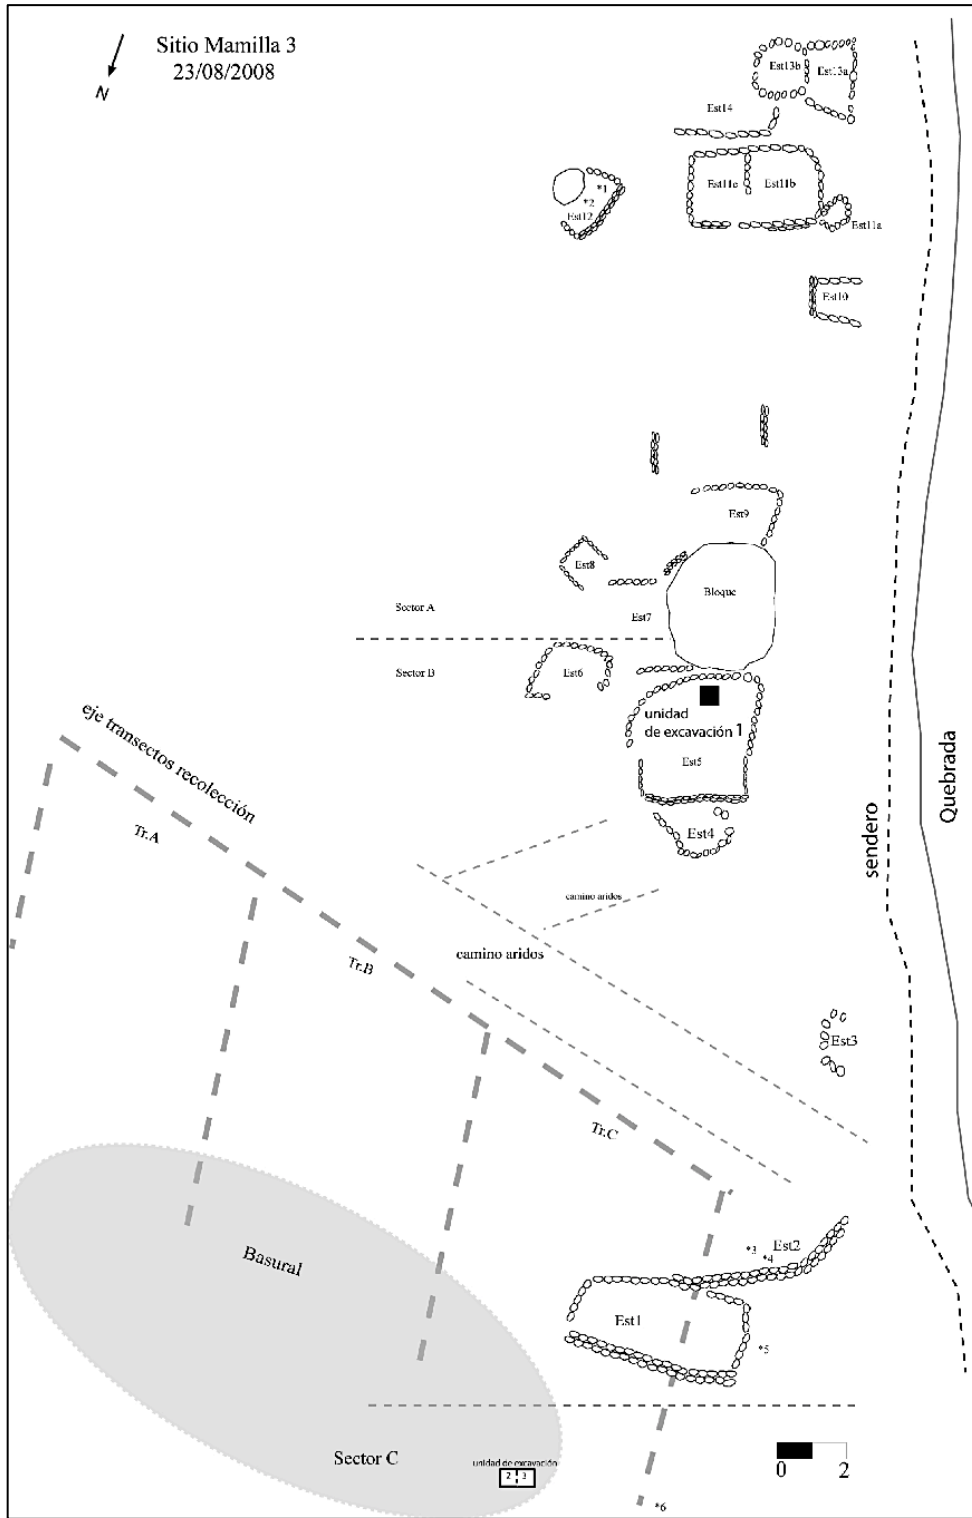 Sitio Mamilla 3
23/08/2008
N
Est13b
Est13a
Est14
Est11c
Est11b
*1
*2
Est12
Est11a
Est10
Est9
Est8
Bloque
Sector A
Est7
Sector B
Est6
unidad
de excavación 1
Est5
eje transectos recolección
Quebrada
sendero
Tr.A
Est4
camino aridos
camino aridos
Tr.B
Est3
Tr.C
Basural
Est2
*3
*4
Est1
*5
Sector C
unidad de excavación
2 3
0 2
*6